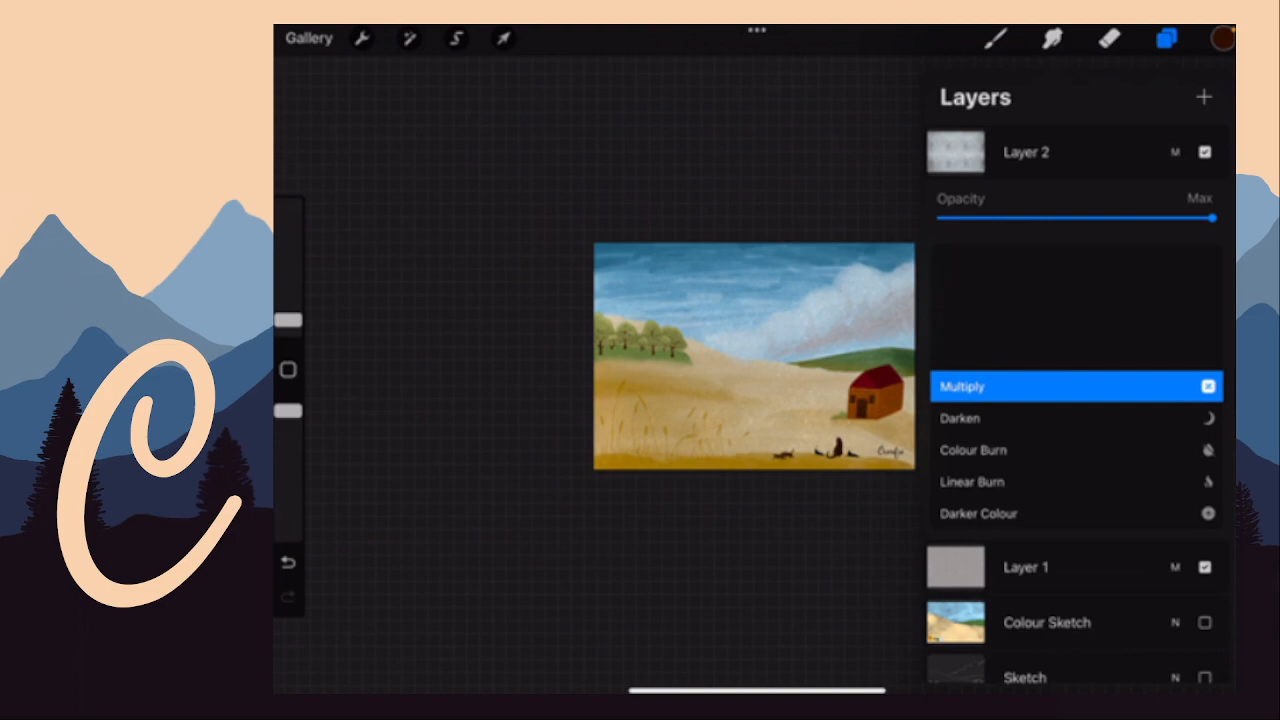 Gallery
Layers
Layer 2 M
Opacity Max
Multiply
Darken
Colour Burn
Linear Burn
Darker Colour
Layer 1 M
Colour Sketch N
Sketch N
C